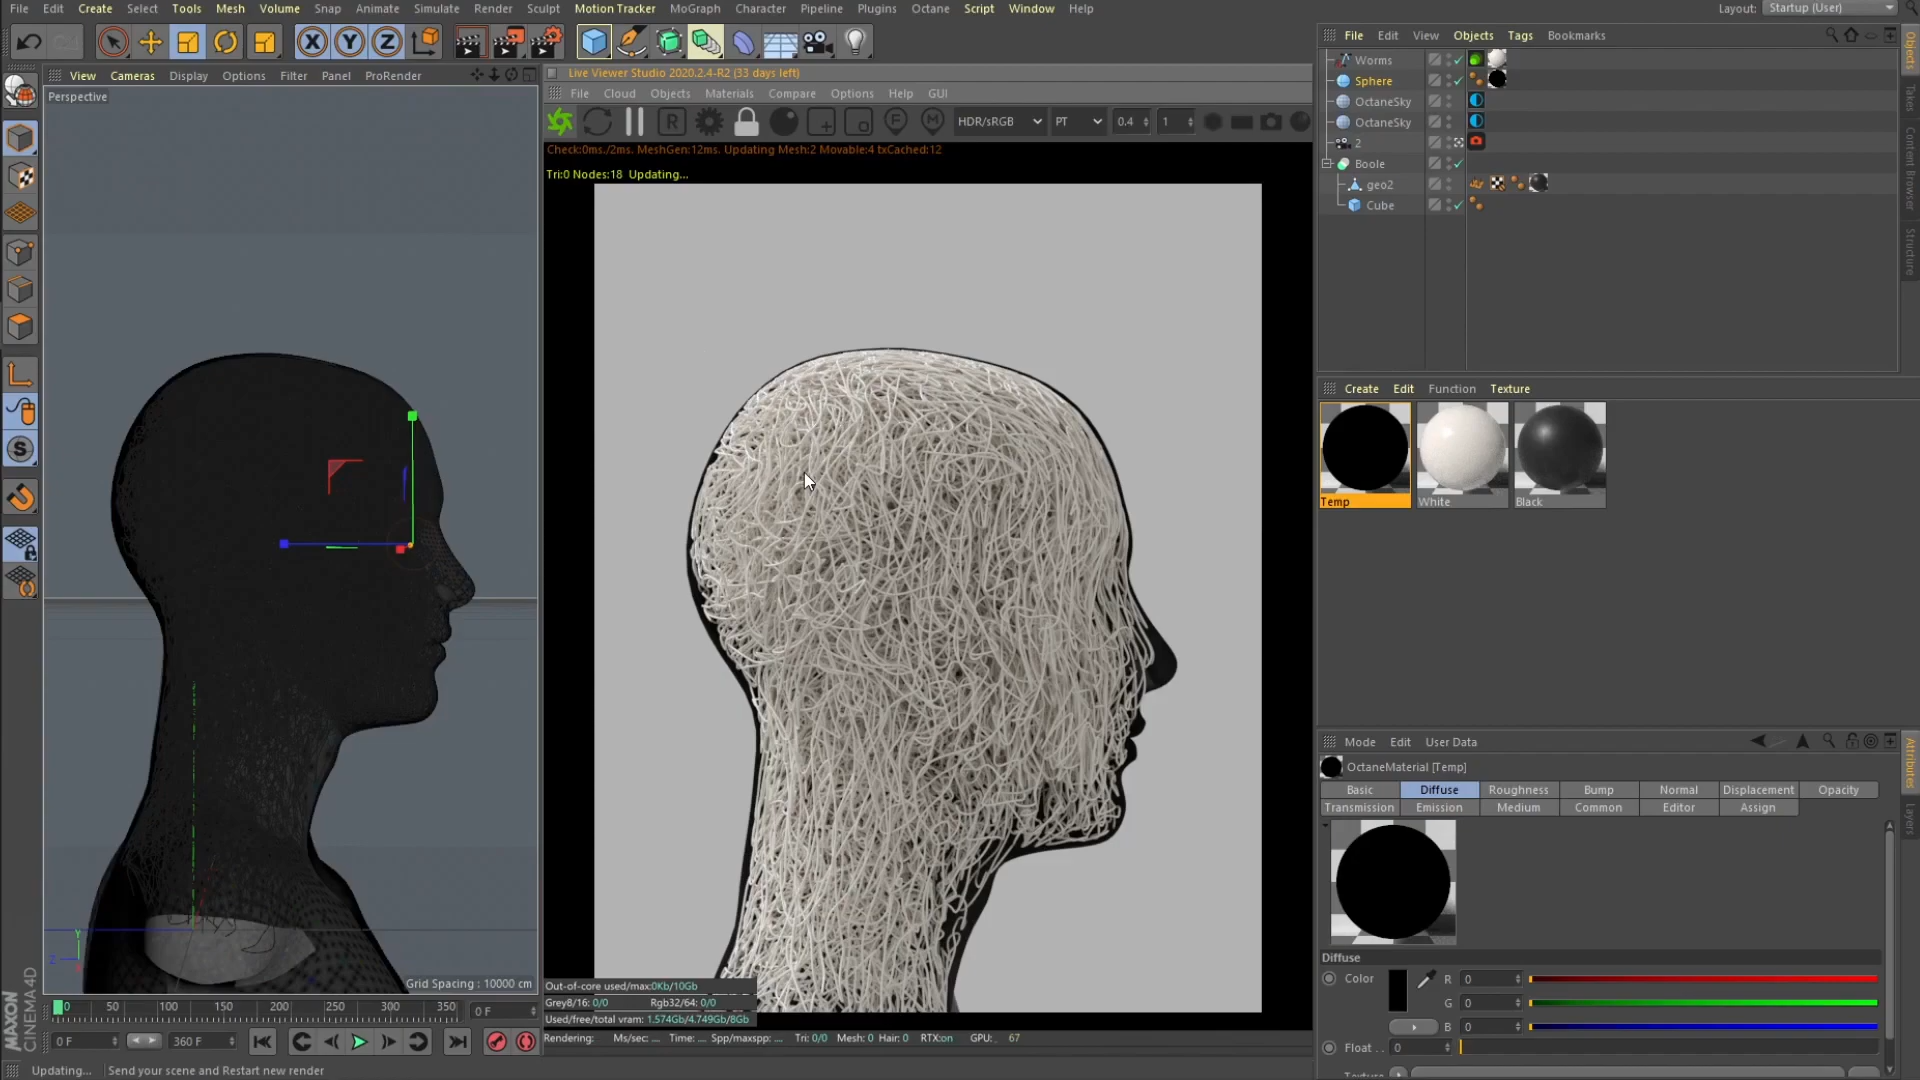 File Edit Create Select Tools Mesh Volume Snap Animate Simulate Render Sculpt Motion Tracker MoGraph Character Pipeline Plugins Octane Script Window Help Layout: Startup (User)
X Y Z
View Cameras Display Options Filter Panel ProRender
Perspective
Live Viewer Studio 2020.2.4-R2 (33 days left)
File Cloud Objects Materials Compare Options Help GUI
R F M HDR/sRGB PT 0.4 1
Check:0ms./2ms. MeshGen:12ms. Updating Mesh:2 Movable:4 txCached:12
Tri:0 Nodes:18 Updating...
File Edit View Objects Tags Bookmarks
Worms
Sphere
OctaneSky
OctaneSky
2
Boole
geo2
Cube
Objects
Takes
Content Browser
Structure
Create Edit Function Texture
Temp White Black
S
Mode Edit User Data
OctaneMaterial [Temp]
Basic Diffuse Roughness Bump Normal Displacement Opacity
Transmission Emission Medium Common Editor Assign
Attributes
Layers
Diffuse
Color R 0
G 0
B 0
Float . . 0
Texture
Y
Z
Grid Spacing : 10000 cm
Out-of-core used/max:0Kb/10Gb
Grey8/16: 0/0 Rgb32/64: 0/0
Used/free/total vram: 1.574Gb/4.749Gb/8Gb
Rendering: Ms/sec: ... Time: ... Spp/maxspp: ... Tri: 0/0 Mesh: 0 Hair: 0 RTX:on GPU: . 67
0 50 100 150 200 250 300 350 0 F
0 F 360 F
Updating... Send your scene and Restart new render
MAXON
CINEMA 4D